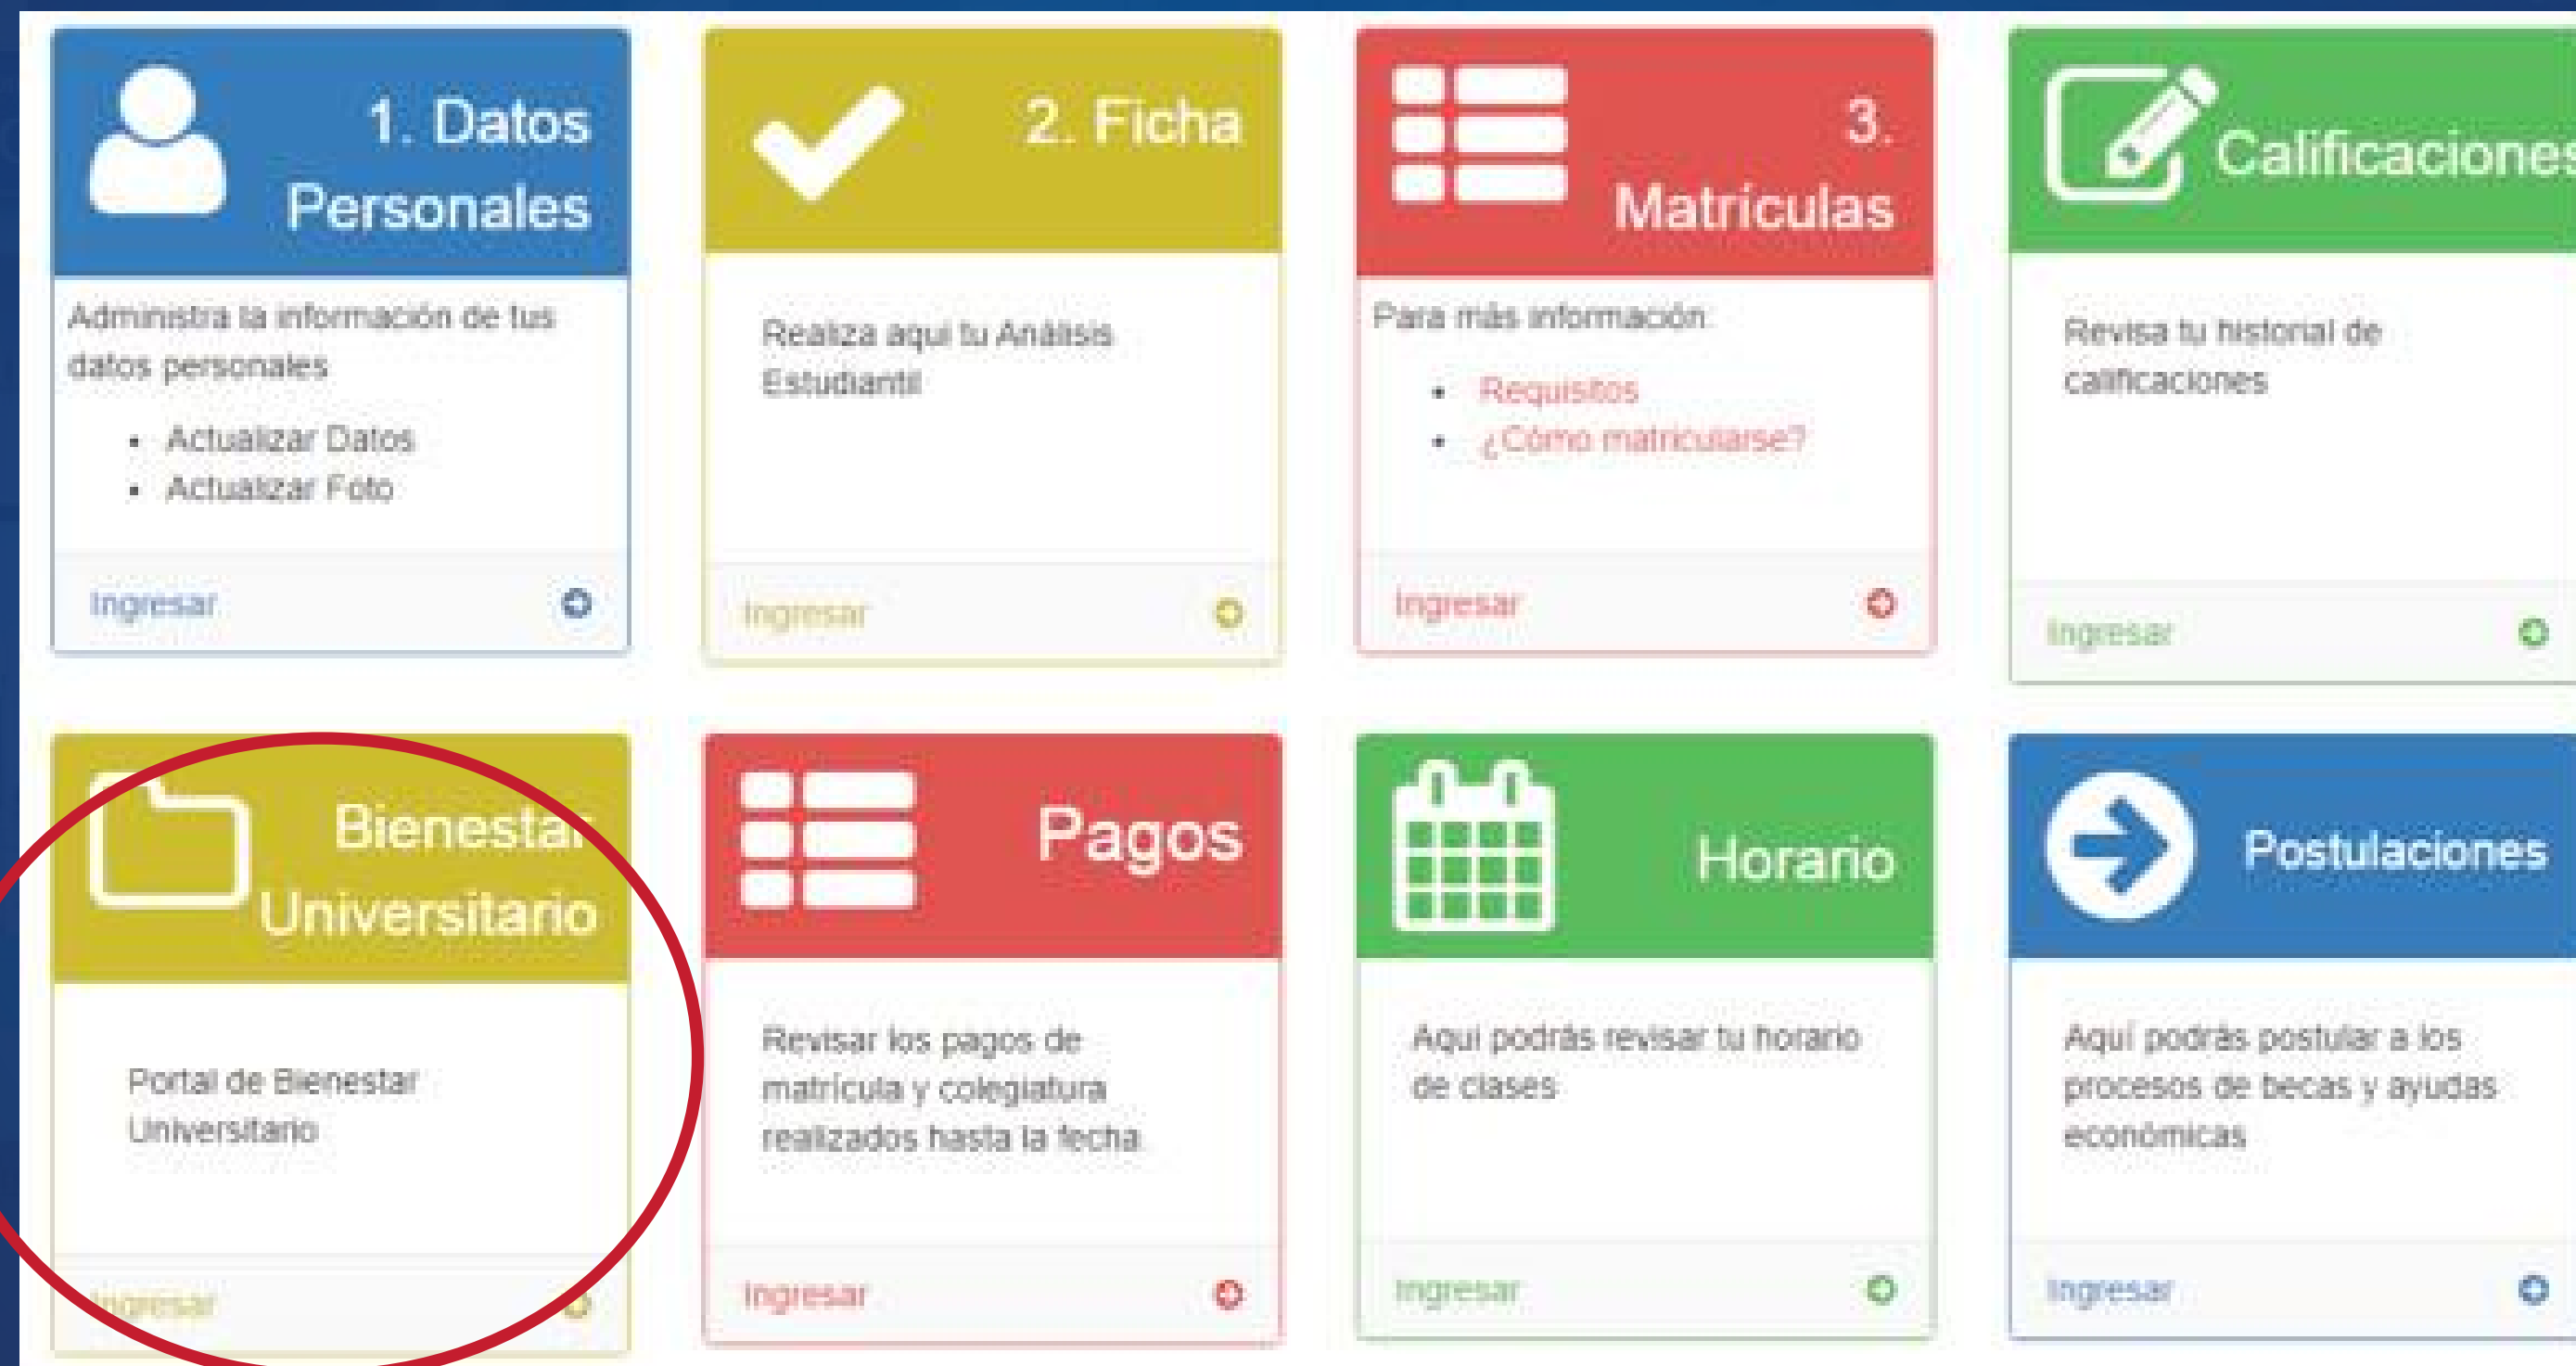 1. Datos
Personales
Administra la información de tus
datos personales
• Actualizar Datos
• Actualizar Foto
Ingresar
2. Ficha
Realiza aquí tu Análisis
Estudiantil
Ingresar
3.
Matrículas
Para más información:
• Requisitos
• ¿Cómo matricularse?
Ingresar
Calificaciones
Revisa tu historial de
calificaciones
Ingresar
Bienestar
Universitario
Portal de Bienestar
Universitario
Ingresar
Pagos
Revisar los pagos de
matrícula y colegiatura
realizados hasta la fecha.
Ingresar
Horario
Aquí podrás revisar tu horario
de clases
Ingresar
Postulaciones
Aquí podrás postular a los
procesos de becas y ayudas
económicas
Ingresar